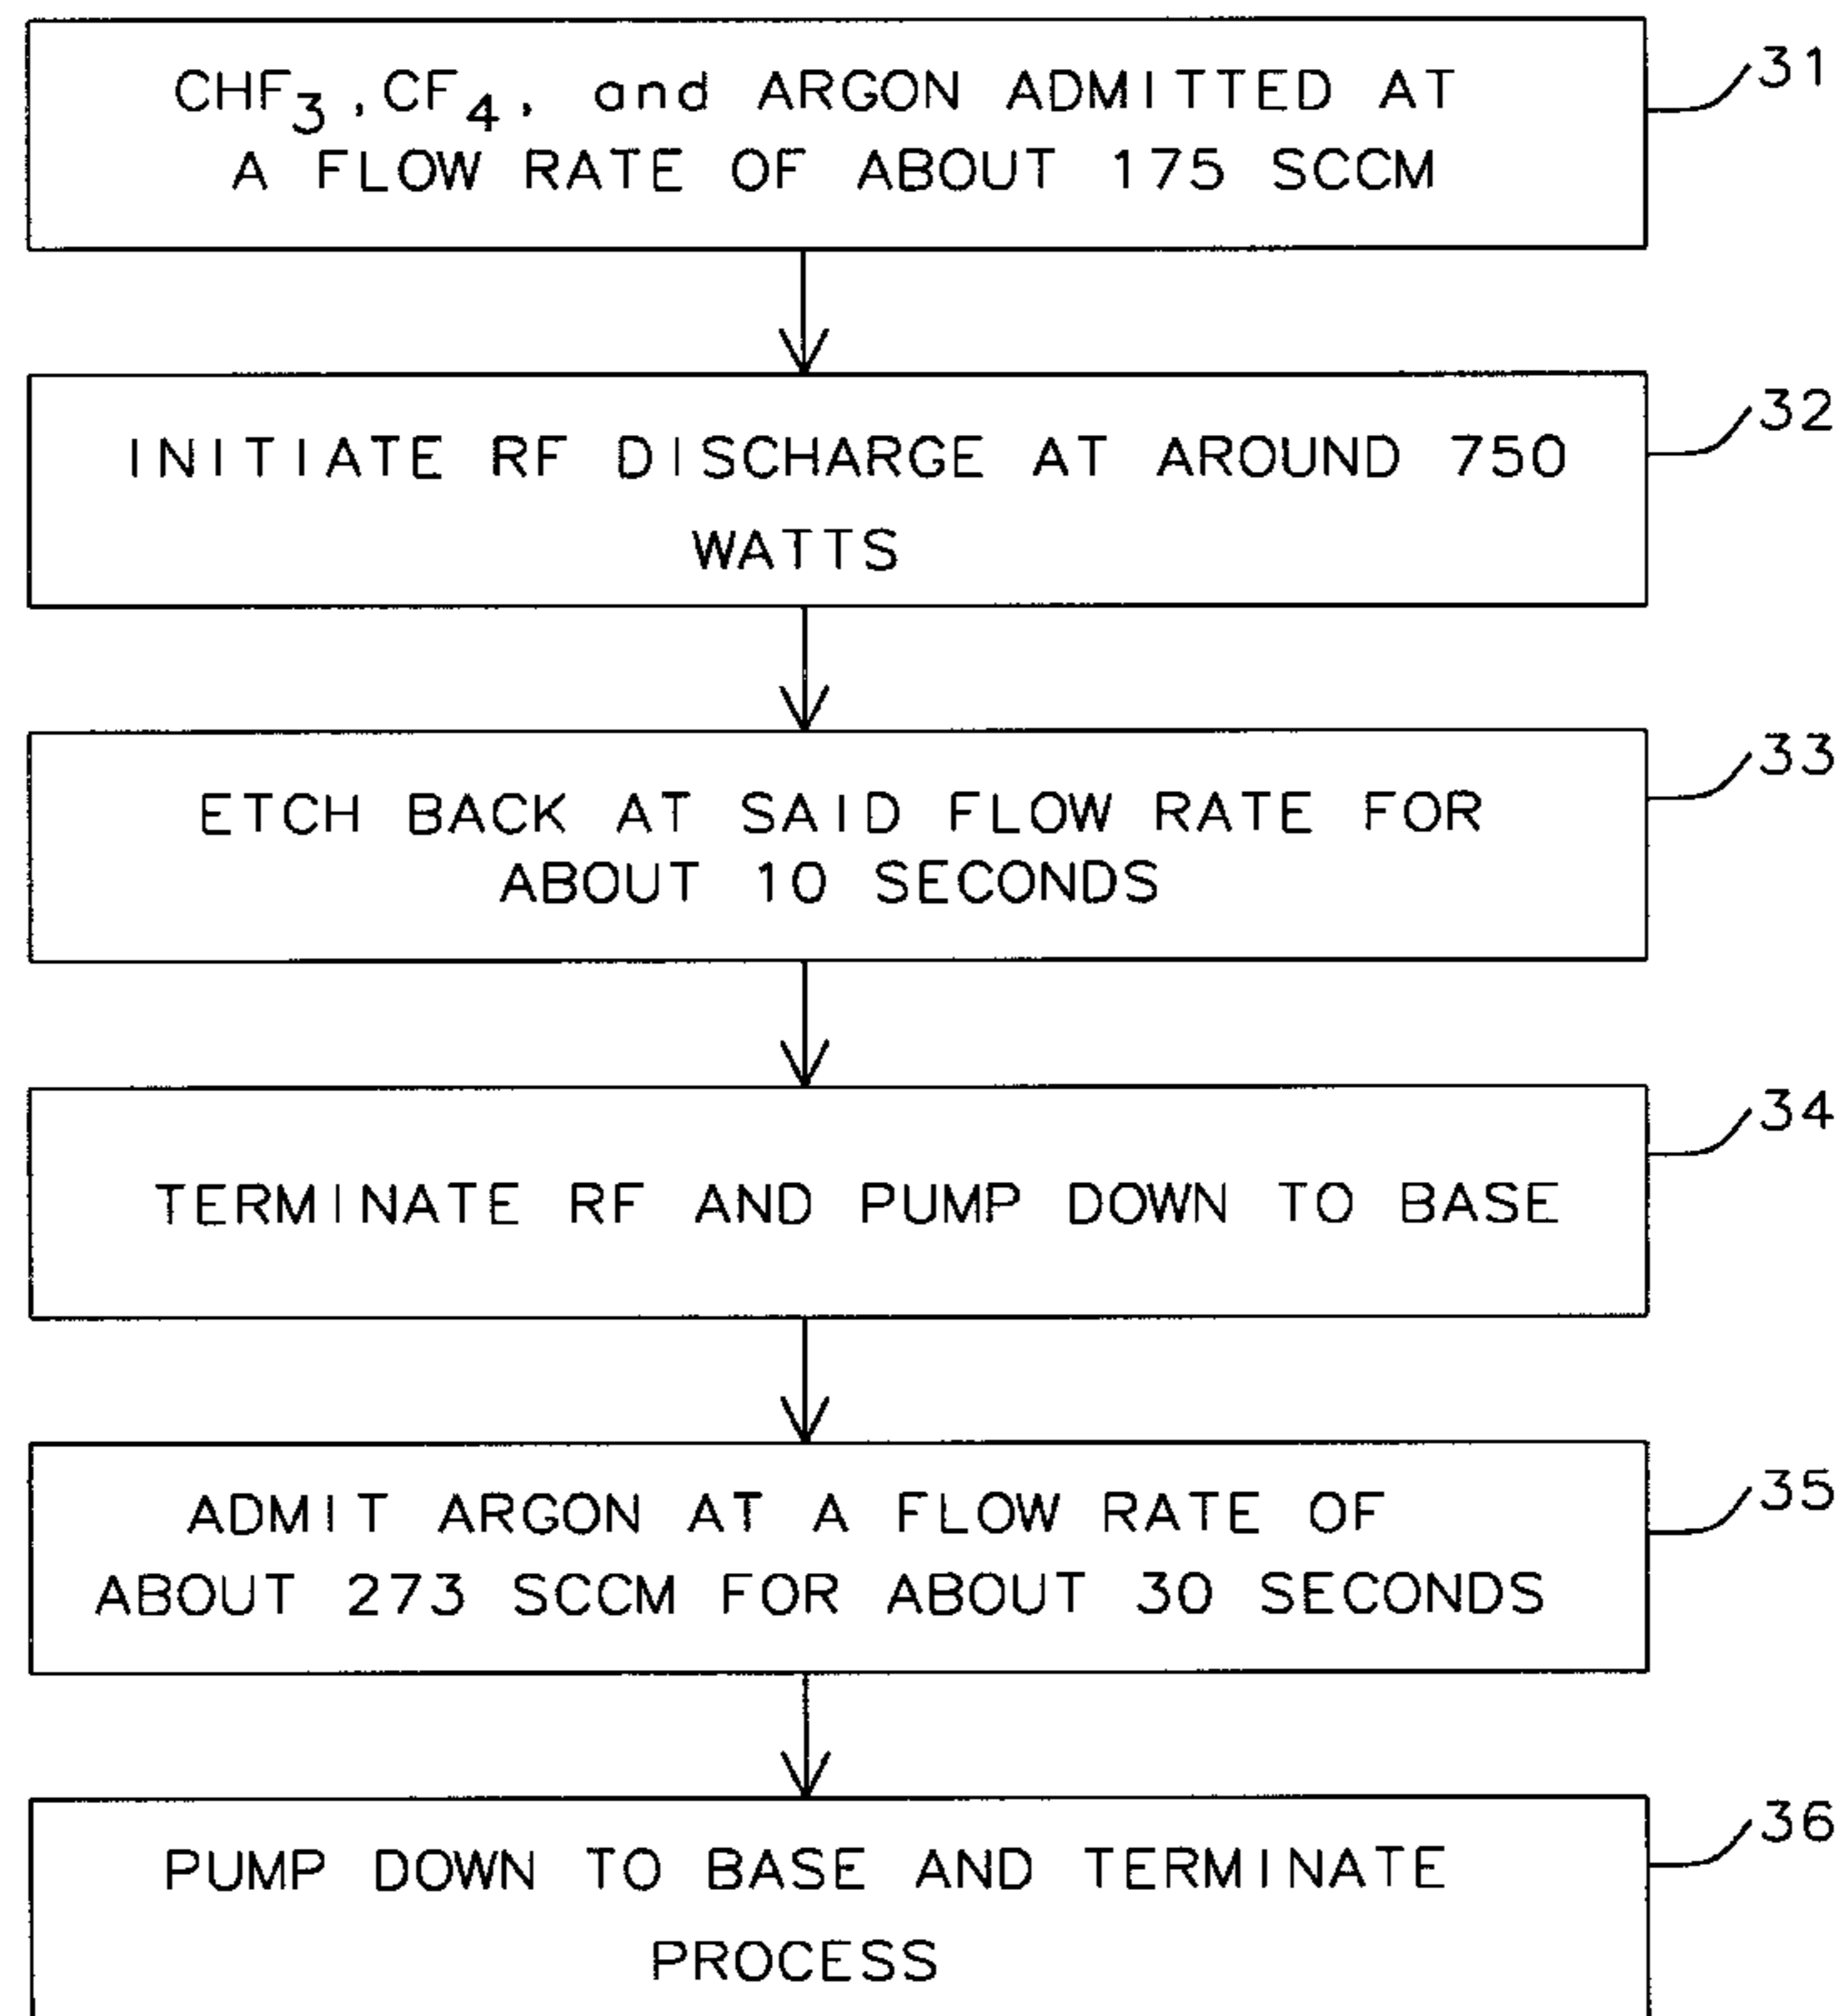 CHF3, CF4, and ARGON ADMITTED AT
A FLOW RATE OF ABOUT 175 SCCM
31
INITIATE RF DISCHARGE AT AROUND 750
WATTS
32
ETCH BACK AT SAID FLOW RATE FOR
ABOUT 10 SECONDS
33
TERMINATE RF AND PUMP DOWN TO BASE
34
ADMIT ARGON AT A FLOW RATE OF
ABOUT 273 SCCM FOR ABOUT 30 SECONDS
35
PUMP DOWN TO BASE AND TERMINATE
PROCESS
36